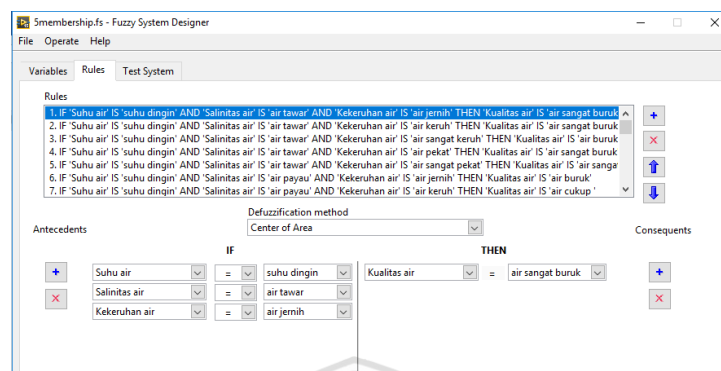 5membership.fs - Fuzzy System Designer
File Operate Help
Variables Rules Test System
Rules
1. IF 'Suhu air' IS 'suhu dingin' AND 'Salinitas air' IS 'air tawar' AND 'Kekeruhan air' IS 'air jernih' THEN 'Kualitas air' IS 'air sangat buruk
2. IF 'Suhu air' IS 'suhu dingin' AND 'Salinitas air' IS 'air tawar' AND 'Kekeruhan air' IS 'air keruh' THEN 'Kualitas air' IS 'air sangat buruk
3. IF 'Suhu air' IS 'suhu dingin' AND 'Salinitas air' IS 'air tawar' AND 'Kekeruhan air' IS 'air sangat keruh' THEN 'Kualitas air' IS 'air buruk
4. IF 'Suhu air' IS 'suhu dingin' AND 'Salinitas air' IS 'air tawar' AND 'Kekeruhan air' IS 'air pekat' THEN 'Kualitas air' IS 'air sangat buruk
5. IF 'Suhu air' IS 'suhu dingin' AND 'Salinitas air' IS 'air tawar' AND 'Kekeruhan air' IS 'air sangat pekat' THEN 'Kualitas air' IS 'air sanga
6. IF 'Suhu air' IS 'suhu dingin' AND 'Salinitas air' IS 'air payau' AND 'Kekeruhan air' IS 'air jernih' THEN 'Kualitas air' IS 'air buruk'
7. IF 'Suhu air' IS 'suhu dingin' AND 'Salinitas air' IS 'air payau' AND 'Kekeruhan air' IS 'air keruh' THEN 'Kualitas air' IS 'air cukup '
Defuzzification method
Antecedents Center of Area Consequents
IF THEN
Suhu air = suhu dingin Kualitas air = air sangat buruk
Salinitas air = air tawar
Kekeruhan air = air jernih